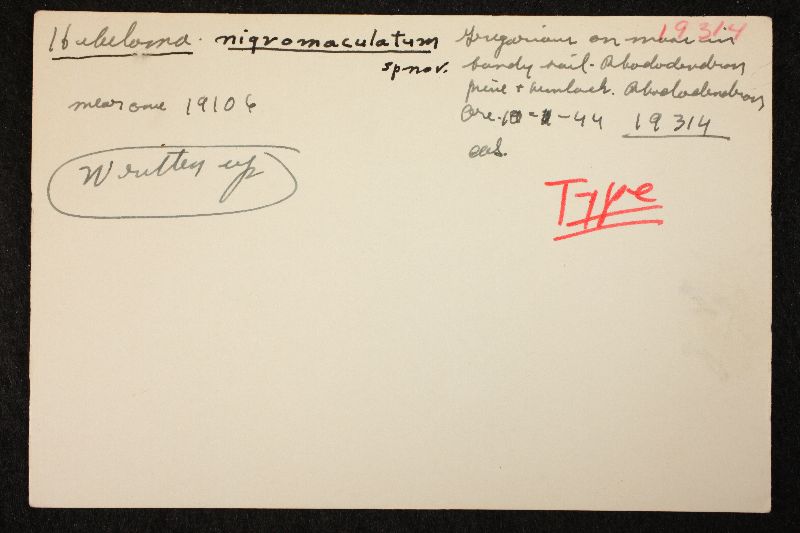 Hebeloma. nigromaculatum
sp nov.
near one 19106
Written up
19314
Gregarious on moss in
sandy soil - Rhododendron
pine + hemlock. Rhododendron
Ore. - 44 19314
Type